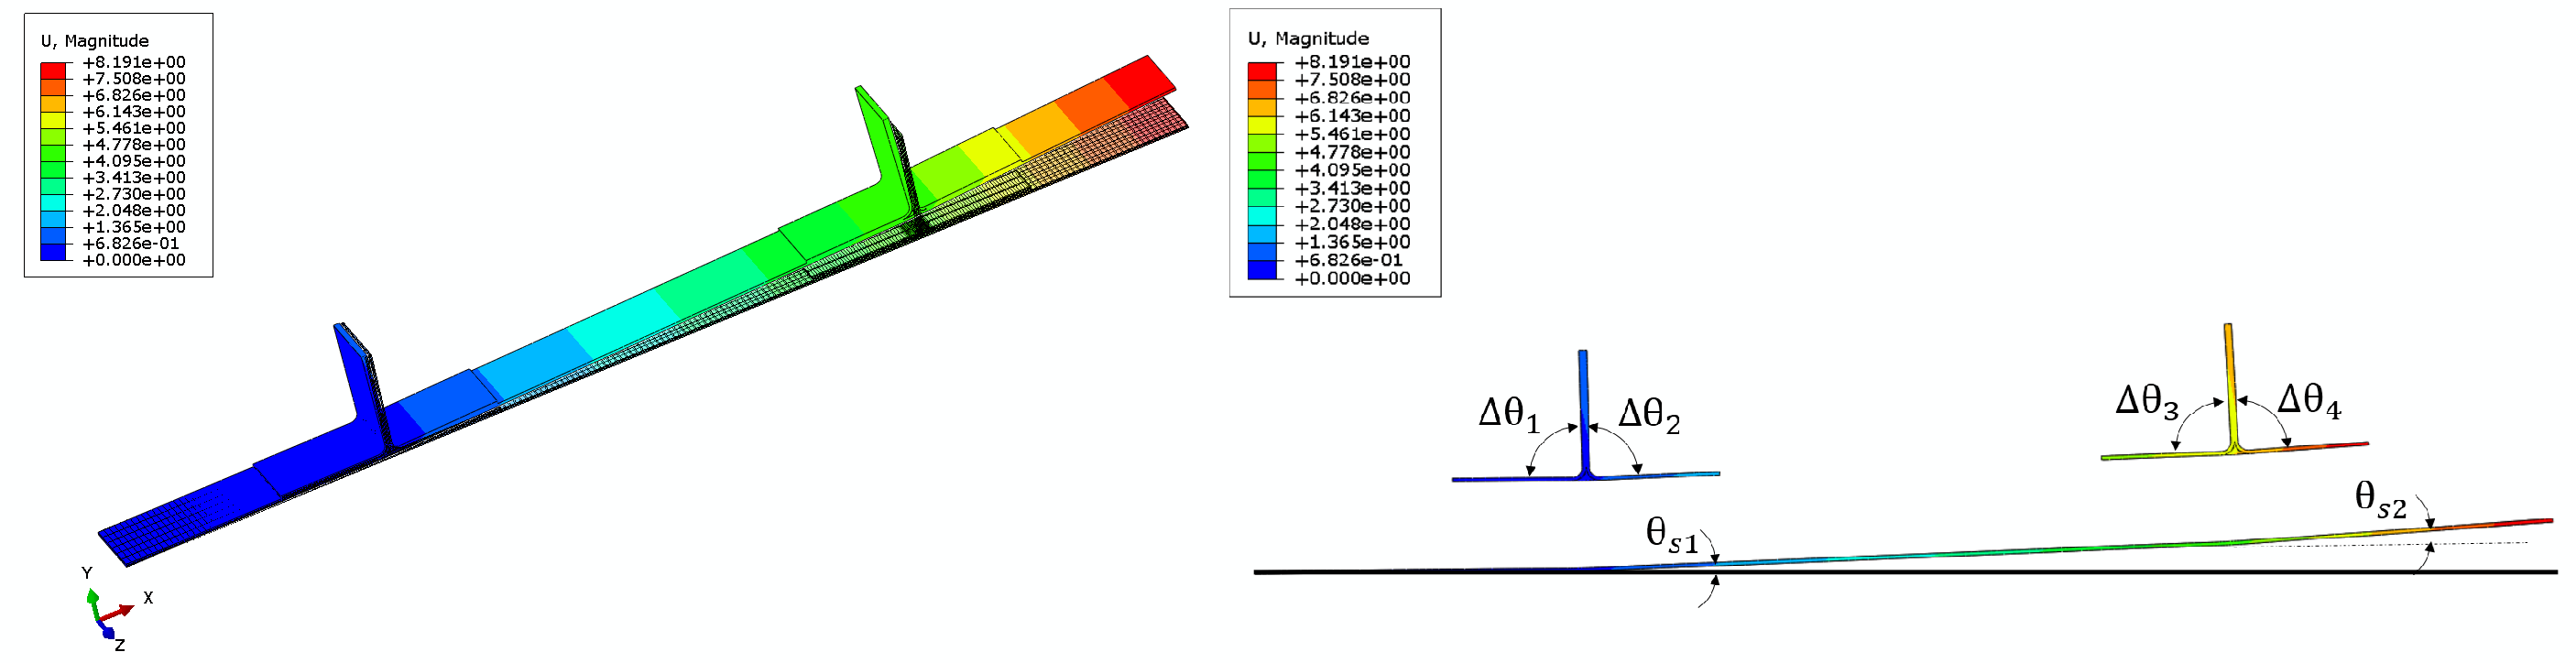 U, Magnitude
+8.191e+00
+7.508e+00
+6.826e+00
+6.143e+00
+5.461e+00
+4.778e+00
+4.095e+00
+3.413e+00
+2.730e+00
+2.048e+00
+1.365e+00
+6.826e-01
+0.000e+00
Y
X
Z
U, Magnitude
+8.191e+00
+7.508e+00
+6.826e+00
+6.143e+00
+5.461e+00
+4.778e+00
+4.095e+00
+3.413e+00
+2.730e+00
+2.048e+00
+1.365e+00
+6.826e-01
+0.000e+00
Δθ1 Δθ2
Δθ3 Δθ4
θs1
θs2